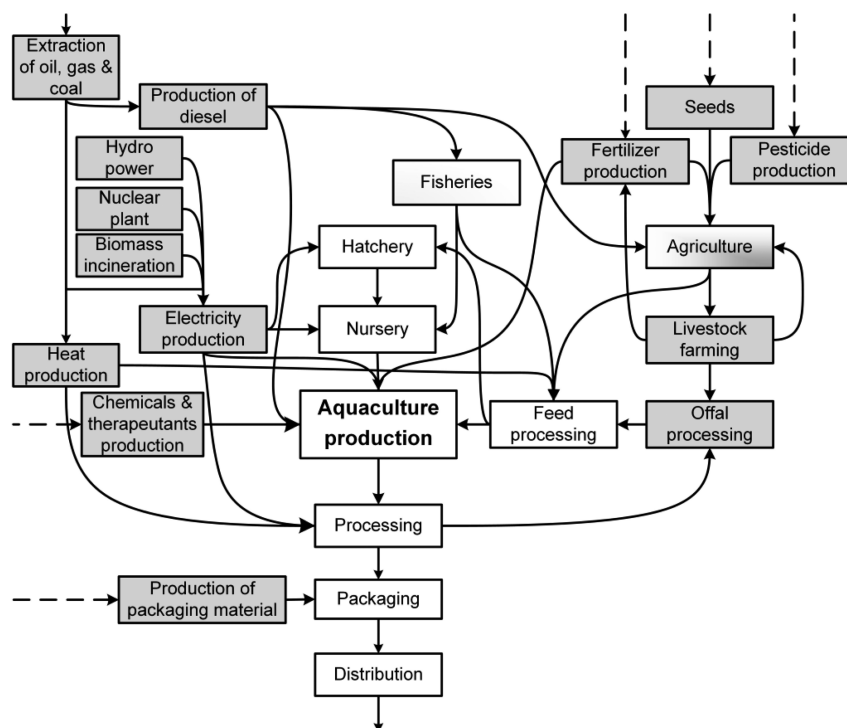 Extraction
of oil, gas &
coal
Production of
diesel
Seeds
Hydro
power
Fertilizer
production
Pesticide
production
Fisheries
Nuclear
plant
Hatchery
Agriculture
Biomass
incineration
Electricity
production
Nursery
Livestock
farming
Heat
production
Chemicals &
therapeutants
production
Aquaculture
production
Feed
processing
Offal
processing
Processing
Production of
packaging material
Packaging
Distribution